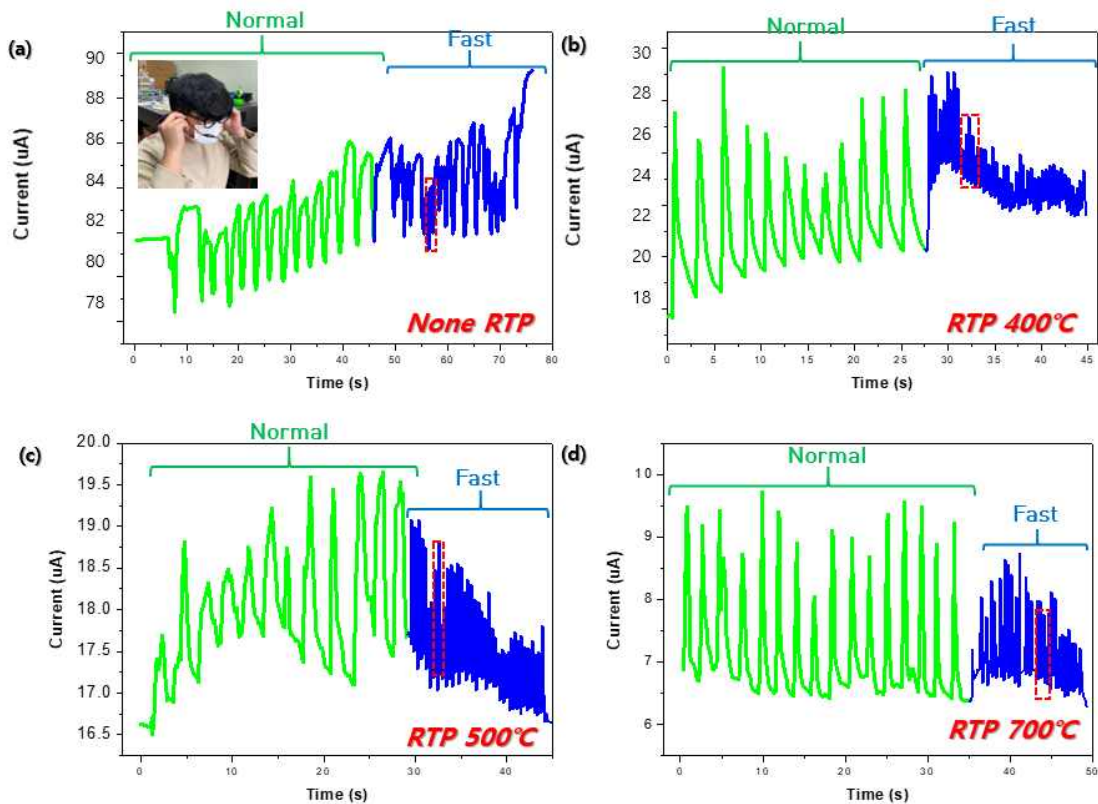 (a)
Normal
Fast
90
88
86
84
82
80
78
Current (uA)
None RTP
0
10
20
30
40
50
60
70
80
Time (s)
(b)
Normal
Fast
30
28
26
24
22
20
18
Current (uA)
RTP 400℃
0
5
10
15
20
25
30
35
40
45
Time (s)
(c)
Normal
Fast
20.0
19.5
19.0
18.5
18.0
17.5
17.0
16.5
Current (uA)
RTP 500℃
0
10
20
30
40
Time (s)
(d)
Normal
Fast
10
9
8
7
6
Current (uA)
RTP 700℃
0
10
20
30
40
50
Time (s)